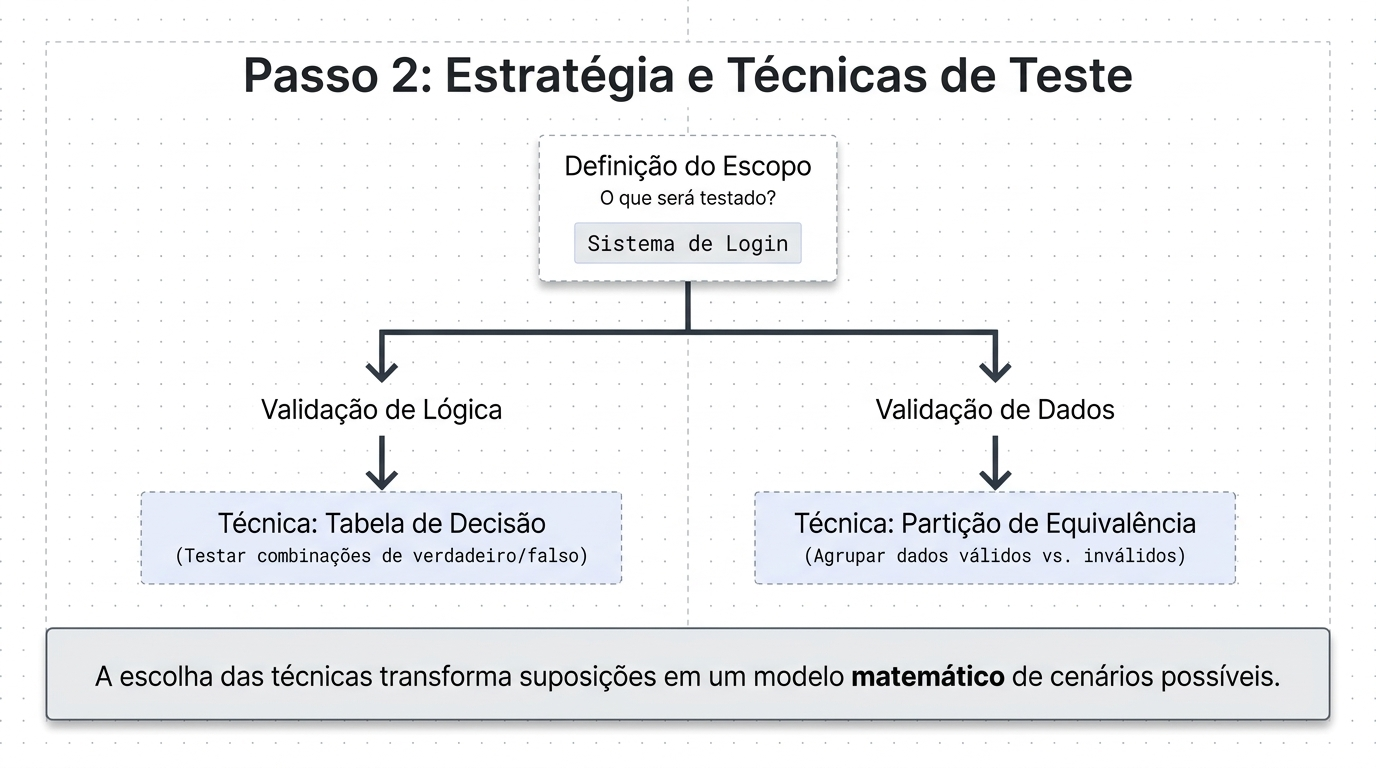 Passo 2: Estratégia e Técnicas de Teste
Definição do Escopo
O que será testado?
Sistema de Login
Validação de Lógica
Validação de Dados
Técnica: Tabela de Decisão
(Testar combinações de verdadeiro/falso)
Técnica: Partição de Equivalência
(Agrupar dados válidos vs. inválidos)
A escolha das técnicas transforma suposições em um modelo matemático de cenários possíveis.